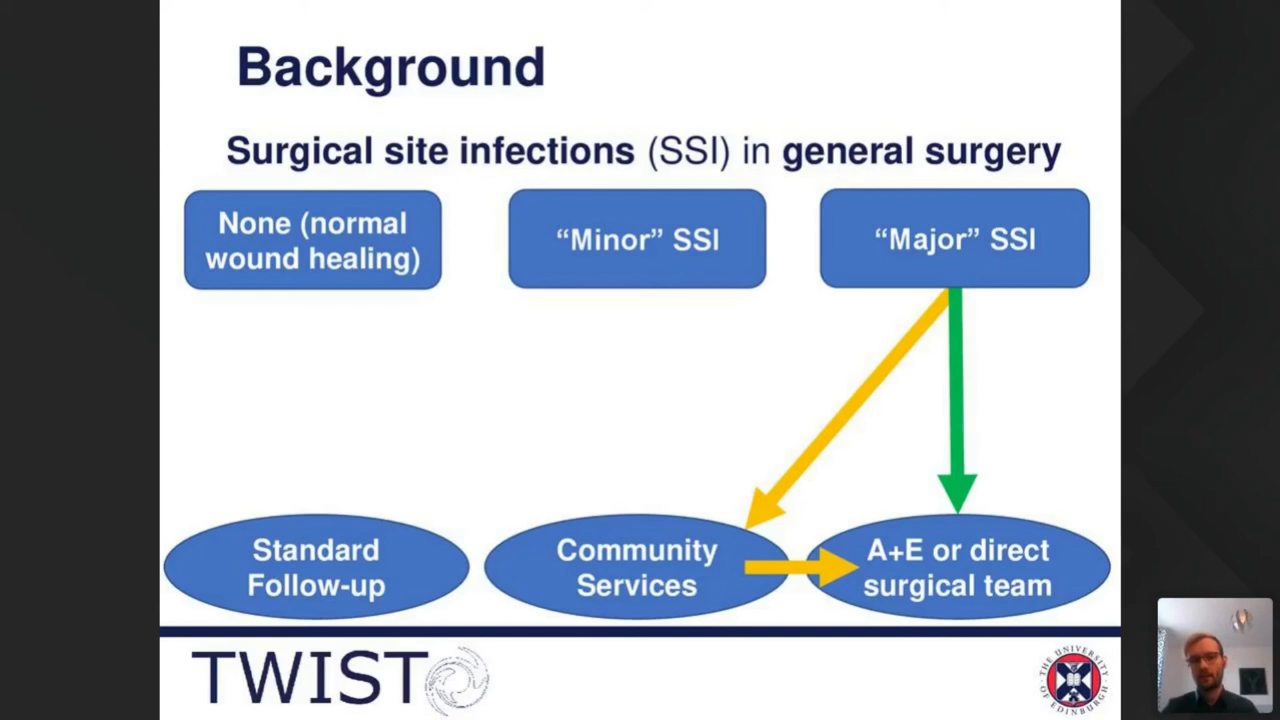 Background
Surgical site infections (SSI) in general surgery
None (normal
wound healing)
“Minor” SSI
“Major” SSI
Standard
Follow-up
Community
Services
A+E or direct
surgical team
TWIST
THE UNIVERSITY
OF EDINBURGH